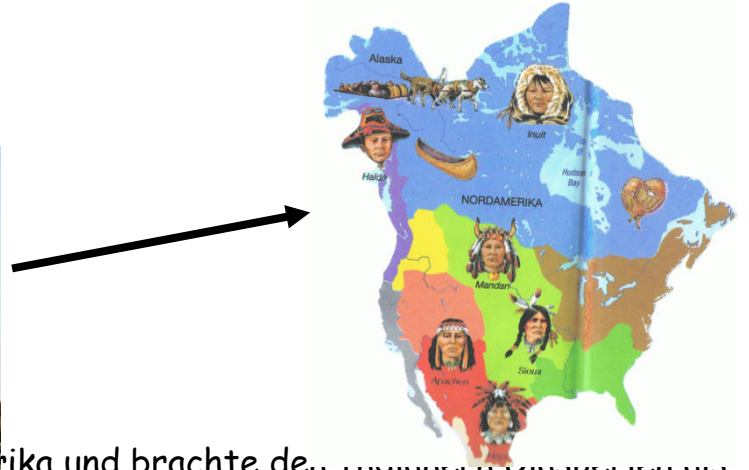 Alaska
Inuit
Haida
Hudson
Bay
NORDAMERIKA
Mandan
Sioux
Apachen
rika und brachte de